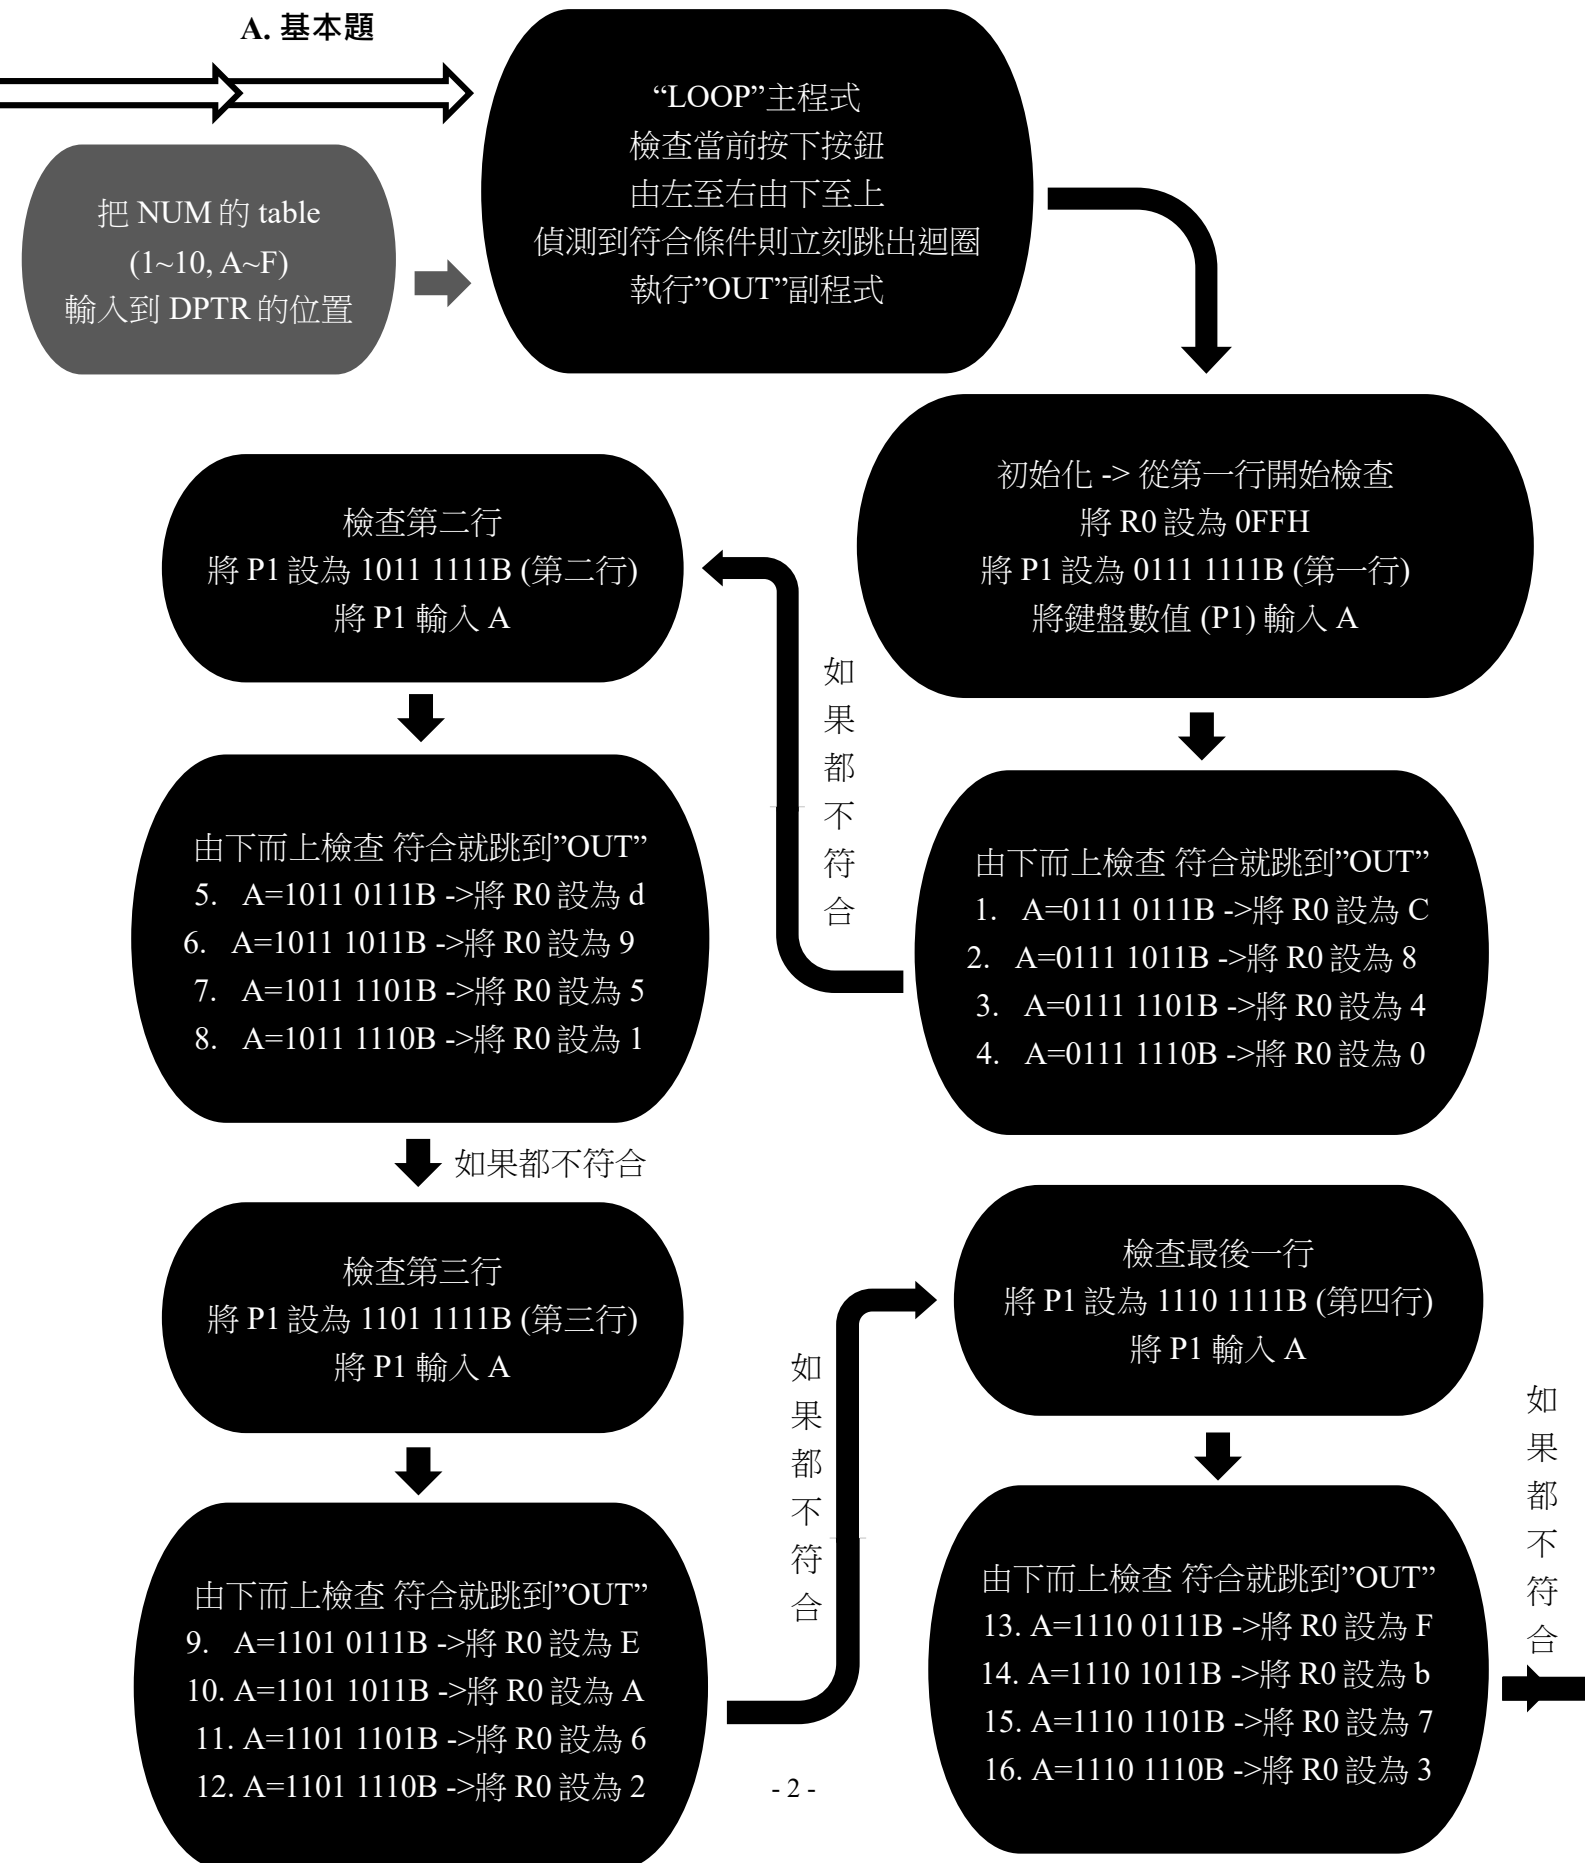 A. 基本題
把 NUM 的 table
(1~10, A~F)
輸入到 DPTR 的位置
“LOOP”主程式
檢查當前按下按鈕
由左至右由下至上
偵測到符合條件則立刻跳出迴圈
執行”OUT”副程式
初始化 -> 從第一行開始檢查
將 R0 設為 0FFH
將 P1 設為 0111 1111B (第一行)
將鍵盤數值 (P1) 輸入 A
由下而上檢查 符合就跳到”OUT”
1. A=0111 0111B ->將 R0 設為 C
2. A=0111 1011B ->將 R0 設為 8
3. A=0111 1101B ->將 R0 設為 4
4. A=0111 1110B ->將 R0 設為 0
如果都不符合
檢查第二行
將 P1 設為 1011 1111B (第二行)
將 P1 輸入 A
由下而上檢查 符合就跳到”OUT”
5. A=1011 0111B ->將 R0 設為 d
6. A=1011 1011B ->將 R0 設為 9
7. A=1011 1101B ->將 R0 設為 5
8. A=1011 1110B ->將 R0 設為 1
如果都不符合
檢查第三行
將 P1 設為 1101 1111B (第三行)
將 P1 輸入 A
由下而上檢查 符合就跳到”OUT”
9. A=1101 0111B ->將 R0 設為 E
10. A=1101 1011B ->將 R0 設為 A
11. A=1101 1101B ->將 R0 設為 6
12. A=1101 1110B ->將 R0 設為 2
如果都不符合
檢查最後一行
將 P1 設為 1110 1111B (第四行)
將 P1 輸入 A
由下而上檢查 符合就跳到”OUT”
13. A=1110 0111B ->將 R0 設為 F
14. A=1110 1011B ->將 R0 設為 b
15. A=1110 1101B ->將 R0 設為 7
16. A=1110 1110B ->將 R0 設為 3
如果都不符合
- 2 -